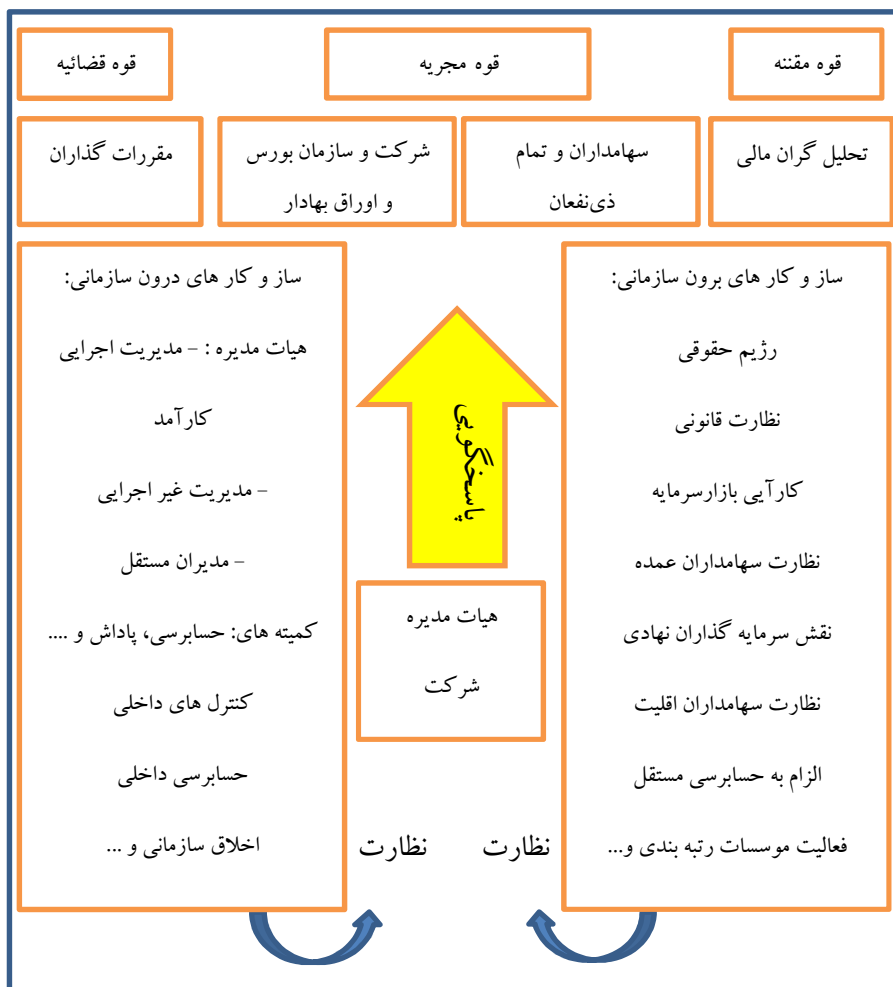 قوه مقننه
قوه مجریه
قوه قضائیه
تحلیل گران مالی
سهامداران و تمام
ذی‌نفعان
شرکت و سازمان بورس
و اوراق بهادار
مقررات گذاران
ساز و کار های برون سازمانی:
رژیم حقوقی
نظارت قانونی
کارآیی بازارسرمایه
نظارت سهامداران عمده
نقش سرمایه گذاران نهادی
نظارت سهامداران اقلیت
الزام به حسابرسی مستقل
فعالیت موسسات رتبه بندی و...
پاسخگویی
هیات مدیره
شرکت
نظارت
نظارت
ساز و کار های درون سازمانی:
هیات مدیره : – مدیریت اجرایی
کارآمد
– مدیریت غیر اجرایی
– مدیران مستقل
کمیته های: حسابرسی، پاداش و ....
کنترل های داخلی
حسابرسی داخلی
اخلاق سازمانی و ...